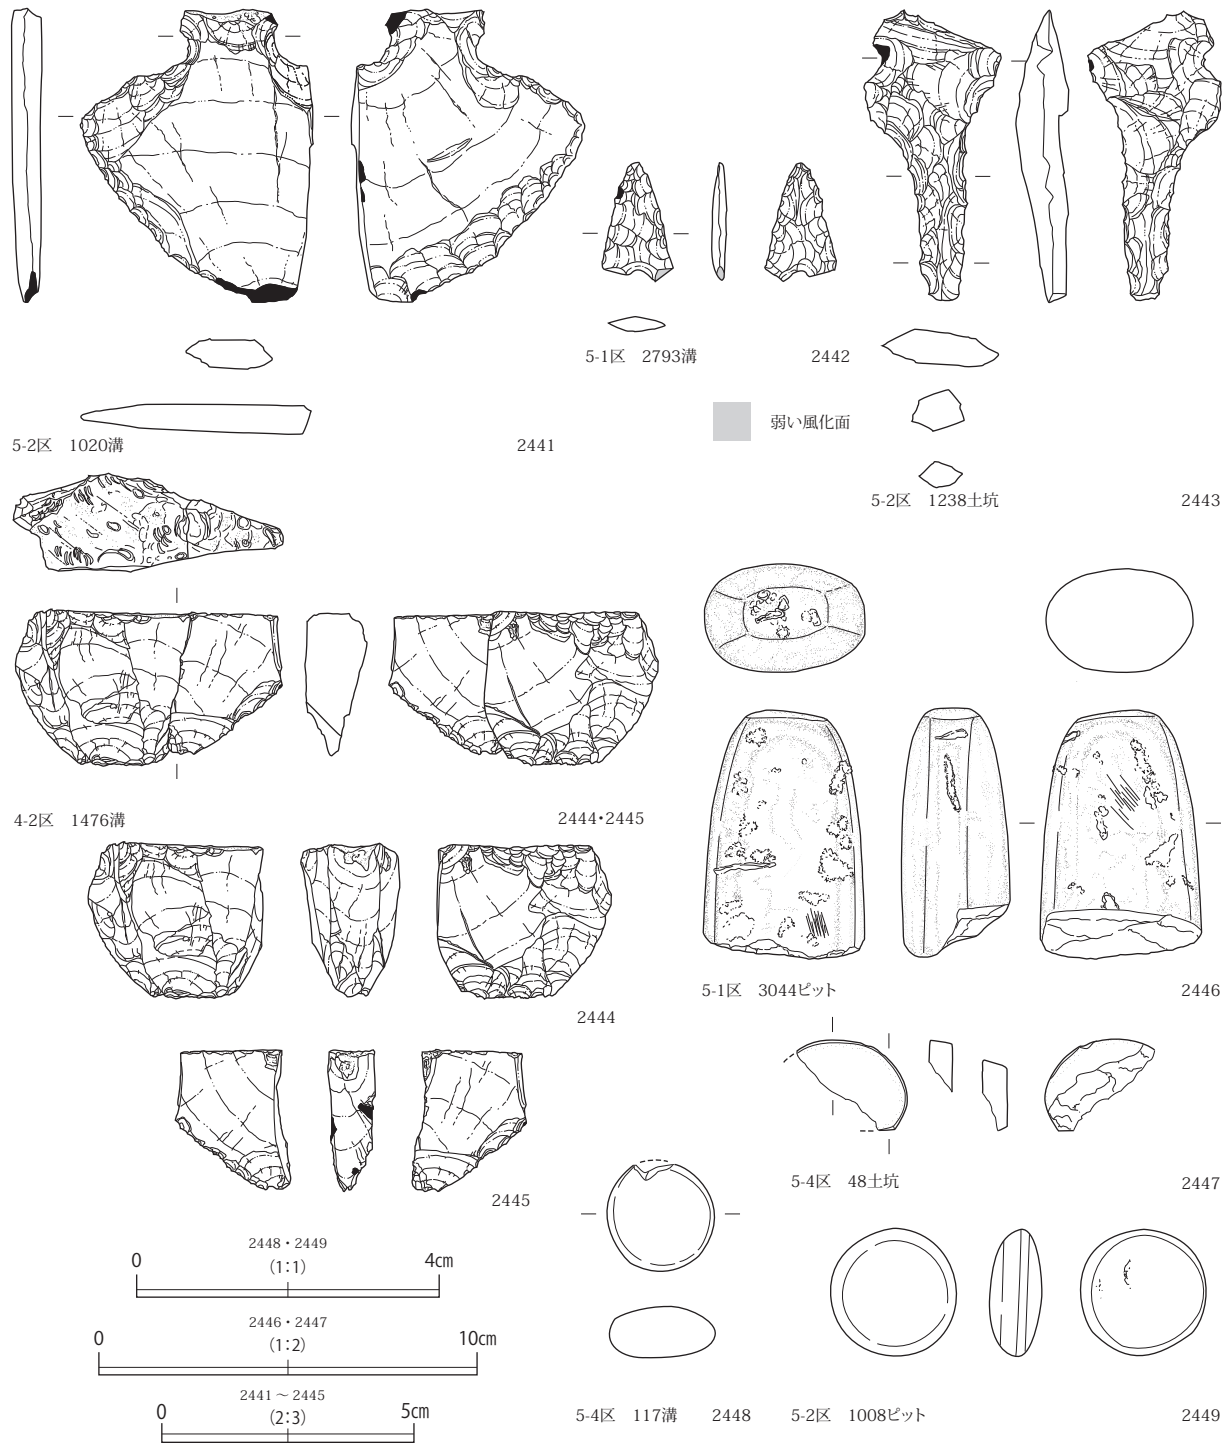 5-1区 2793溝 2442
弱い風化面
5-2区 1020溝 2441
5-2区 1238土坑 2443
4-2区 1476溝 2444・2445
2444
5-1区 3044ピット 2446
2445
5-4区 48土坑 2447
2448・2449
(1:1)
0 4cm
2446・2447
(1:2)
0 10cm
2441～2445
(2:3)
0 5cm
5-4区 117溝 2448
5-2区 1008ピット 2449